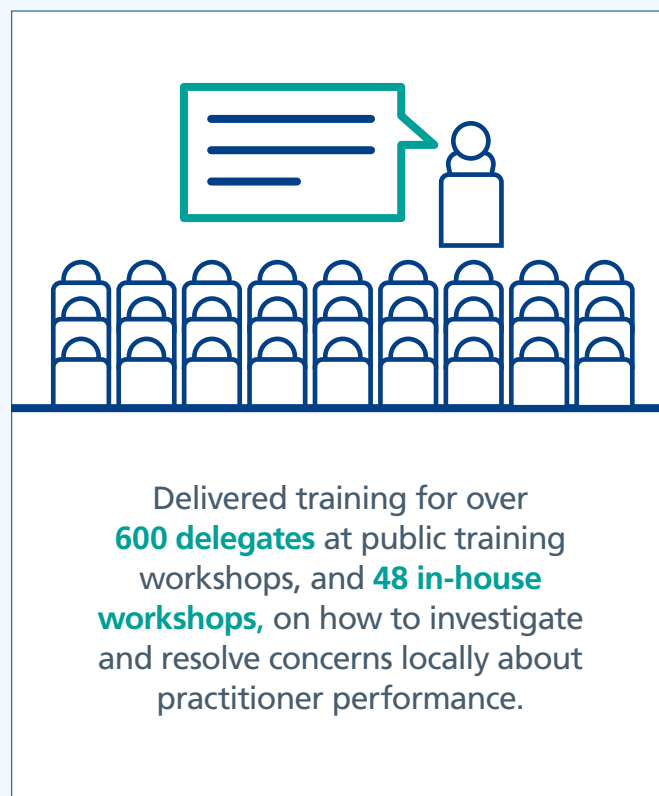 Delivered training for over
600 delegates at public training
workshops, and 48 in-house
workshops, on how to investigate
and resolve concerns locally about
practitioner performance.